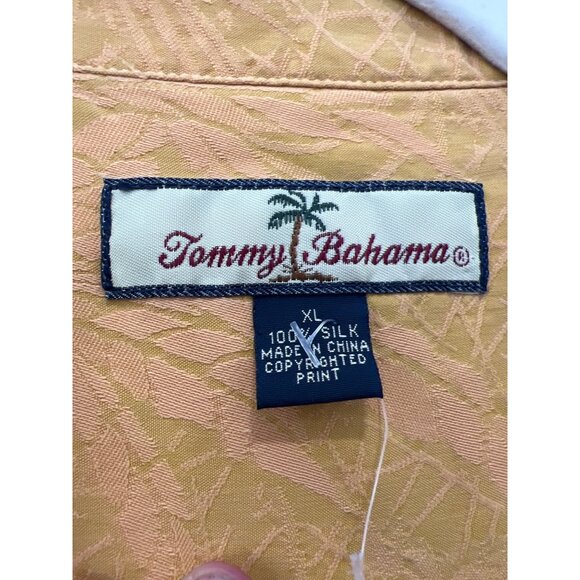 Tommy Bahama®
XL
100% SILK
MADE IN CHINA
COPYRIGHTED
PRINT